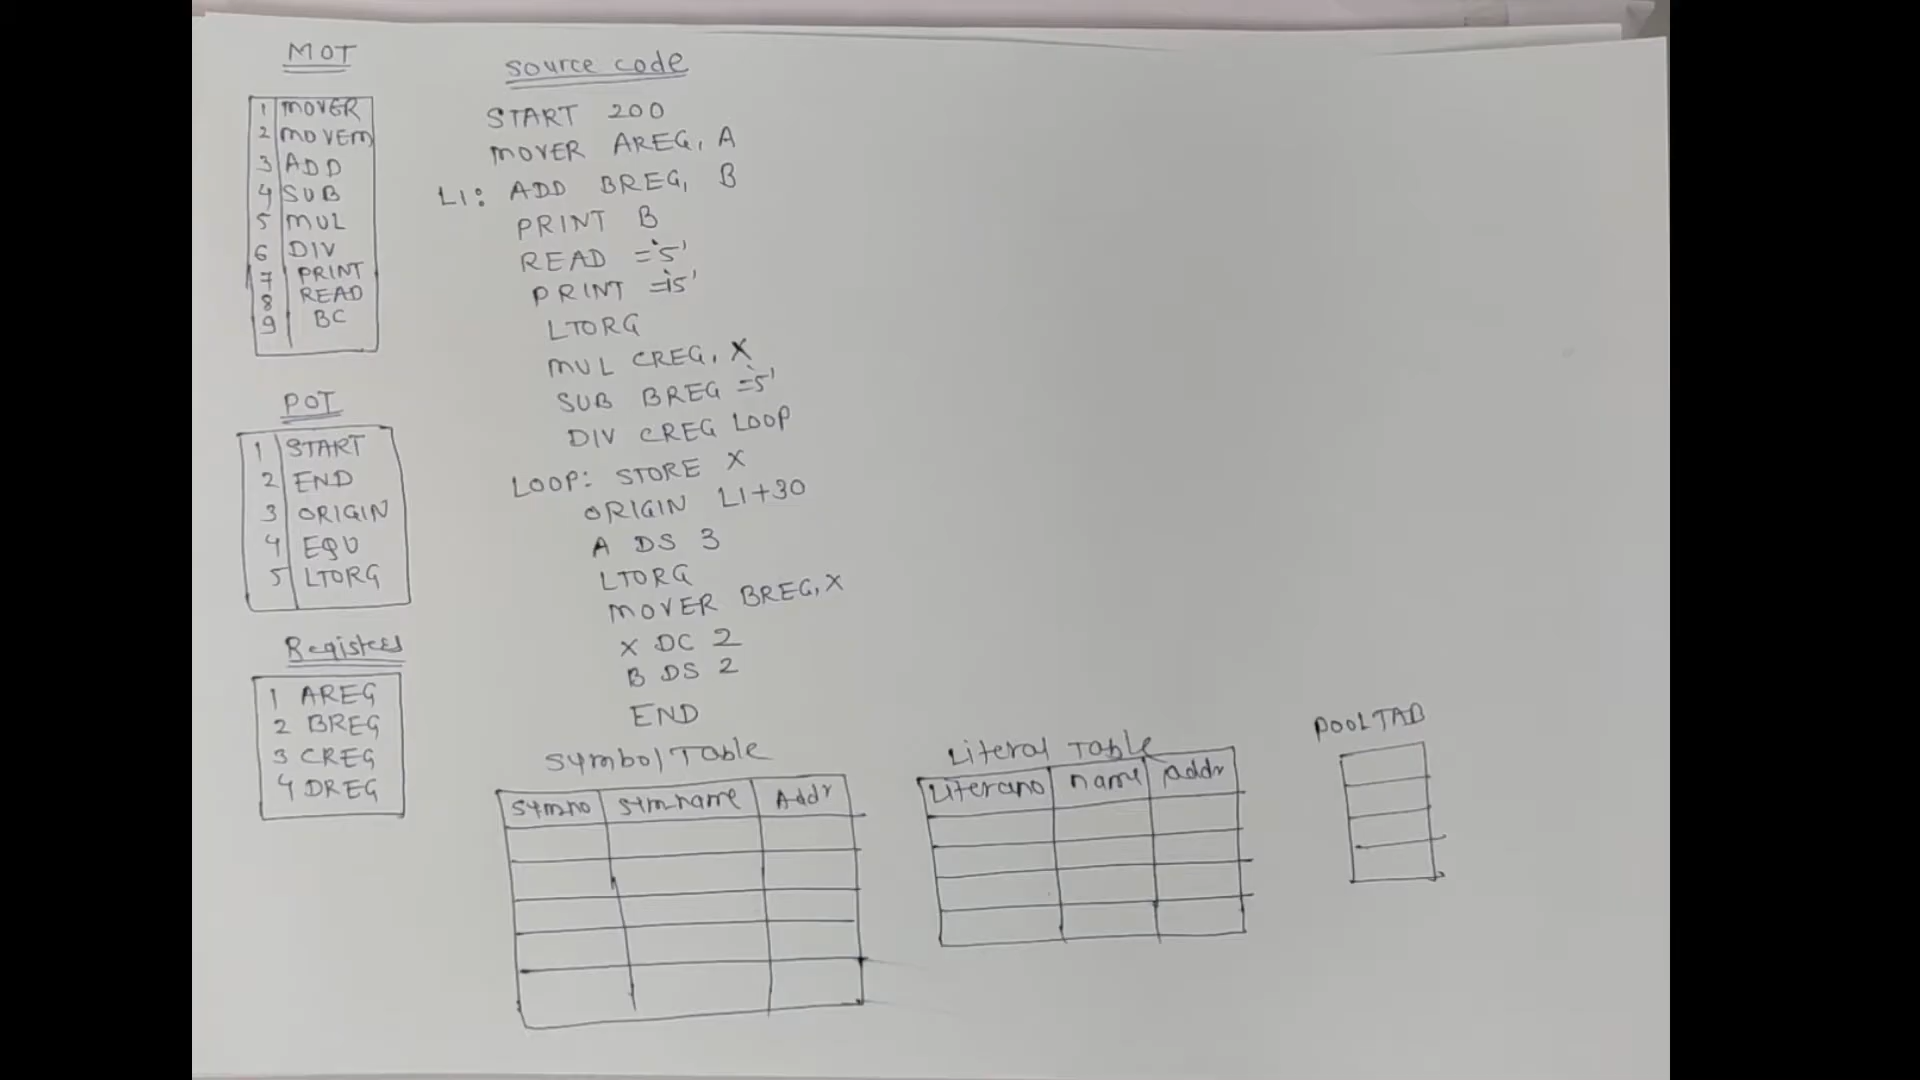 MOT
1 MOVER
2 MOVEM
3 ADD
4 SUB
5 MUL
6 DIV
7 PRINT
8 READ
9 BC
POT
1 START
2 END
3 ORIGIN
4 EQU
5 LTORG
Registers
1 AREG
2 BREG
3 CREG
4 DREG
source code
START 200
MOVER AREG, A
L1: ADD BREG, B
PRINT B
READ ='5'
PRINT ='15'
LTORG
MUL CREG, X
SUB BREG ='5'
DIV CREG LOOP
LOOP: STORE X
ORIGIN L1+30
A DS 3
LTORG
MOVER BREG, X
X DC 2
B DS 2
END
Symbol Table
Symno Sym-name Addr
Literal Table
Literano name Addr
POOLTAB